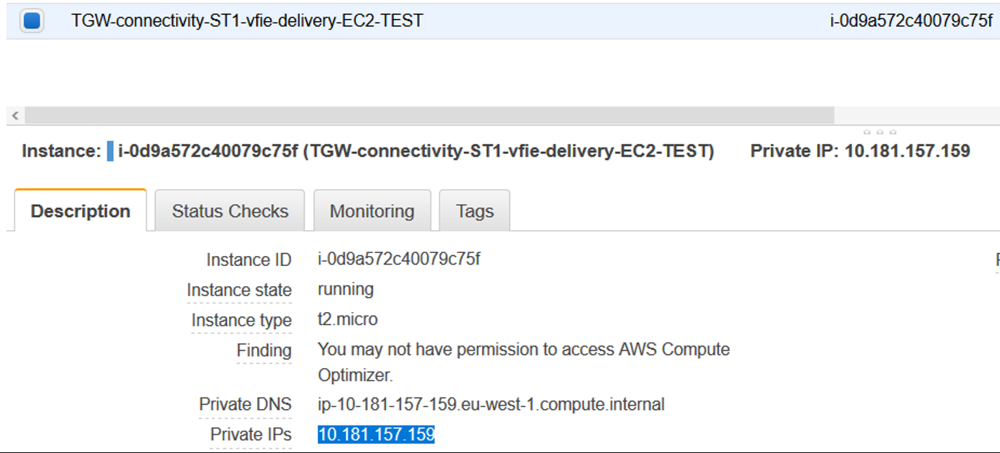 TGW-connectivity-ST1-vfie-delivery-EC2-TEST i-0d9a572c40079c75f
Instance: i-0d9a572c40079c75f (TGW-connectivity-ST1-vfie-delivery-EC2-TEST) Private IP: 10.181.157.159
Description Status Checks Monitoring Tags
Instance ID i-0d9a572c40079c75f
Instance state running
Instance type t2.micro
Finding You may not have permission to access AWS Compute
Optimizer.
Private DNS ip-10-181-157-159.eu-west-1.compute.internal
Private IPs 10.181.157.159